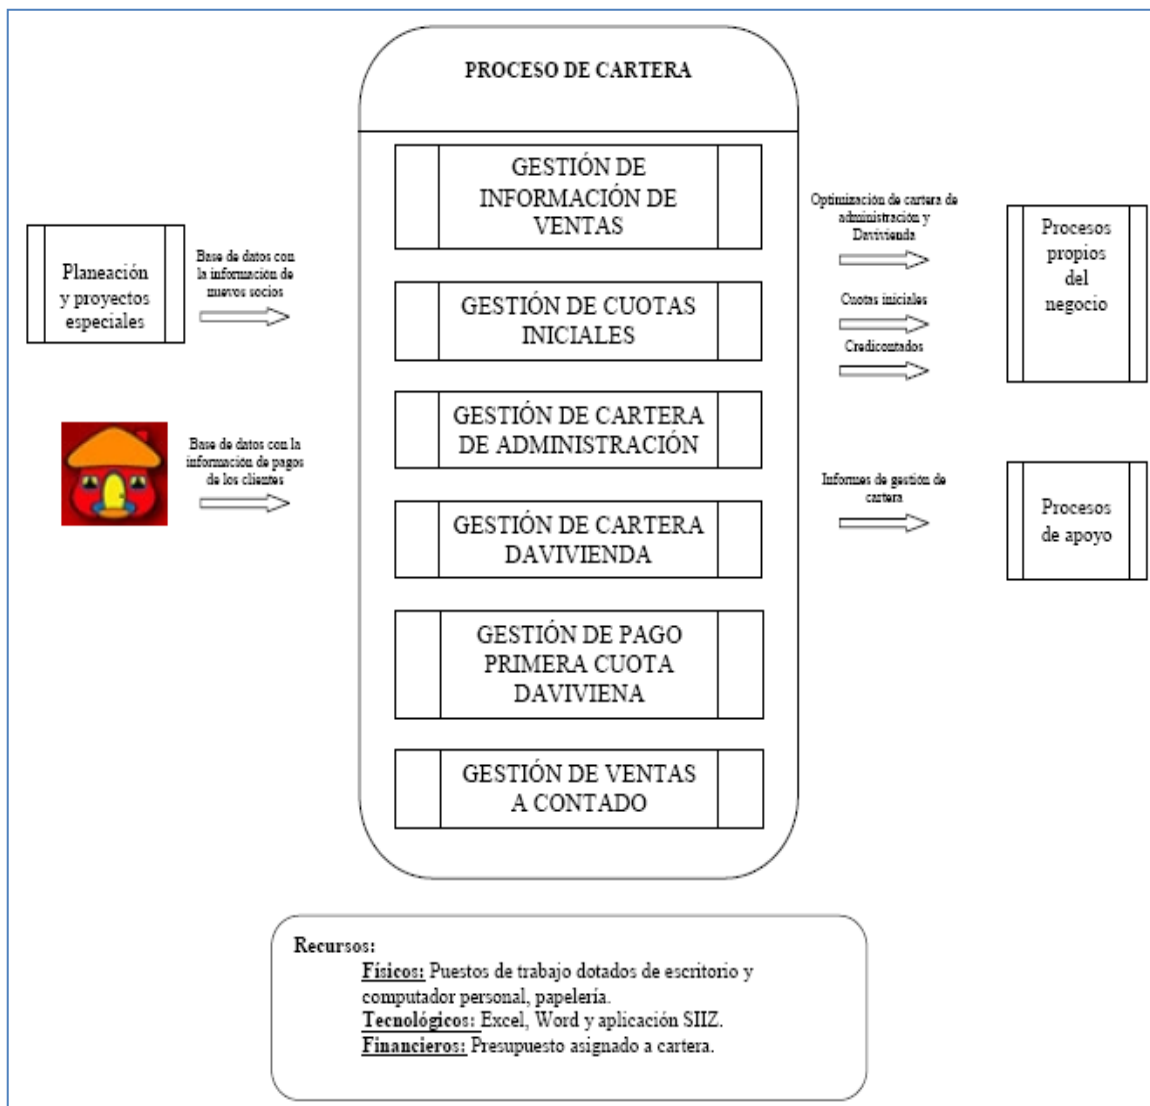 PROCESO DE CARTERA
GESTIÓN DE
INFORMACIÓN DE
VENTAS
GESTIÓN DE CUOTAS
INICIALES
GESTIÓN DE CARTERA
DE ADMINISTRACIÓN
GESTIÓN DE CARTERA
DAVIVIENDA
GESTIÓN DE PAGO
PRIMERA CUOTA
DAVIVIENA
GESTIÓN DE VENTAS
A CONTADO
Planeación
y proyectos
especiales
Base de datos con
la información de
nuevos socios
Base de datos con la
información de pagos
de los clientes
Optimización de cartera de
administración y
Davivienda
Cuotas iniciales
Credicontados
Procesos
propios
del
negocio
Informes de gestión de
cartera
Procesos
de apoyo
Recursos:
Físicos: Puestos de trabajo dotados de escritorio y
computador personal, papelería.
Tecnológicos: Excel, Word y aplicación SIIZ.
Financieros: Presupuesto asignado a cartera.